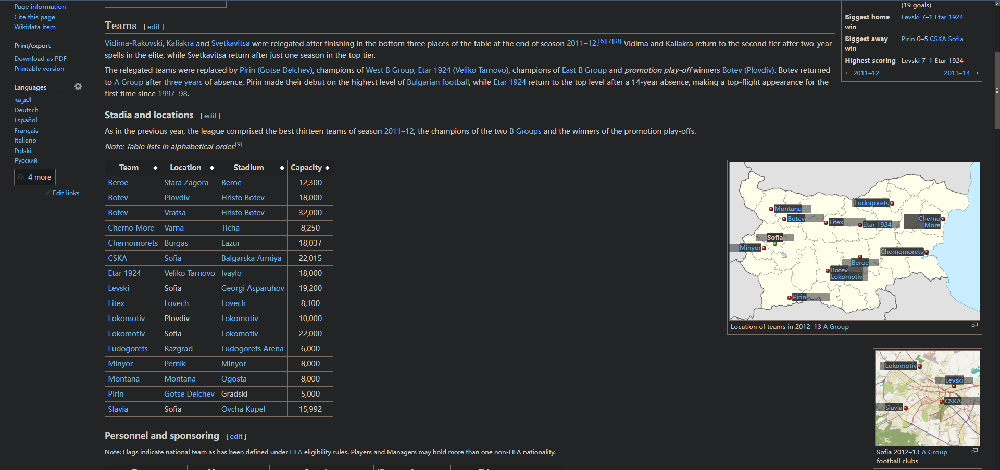 Page information
Cite this page
Wikidata item
Print/export
Download as PDF
Printable version
Languages
العربية
Deutsch
Español
Français
Italiano
Polski
Русский
4 more
Edit links
Teams [ edit ]
Vidima-Rakovski, Kaliakra and Svetkavitsa were relegated after finishing in the bottom three places of the table at the end of season 2011–12.[6][7][8] Vidima and Kaliakra return to the second tier after two-year
spells in the elite, while Svetkavitsa return after just one season in the top tier.
The relegated teams were replaced by Pirin (Gotse Delchev), champions of West B Group, Etar 1924 (Veliko Tarnovo), champions of East B Group and promotion play-off winners Botev (Plovdiv). Botev returned
to A Group after three years of absence, Pirin made their debut on the highest level of Bulgarian football, while Etar 1924 return to the top level after a 14-year absence, making a top-flight appearance for the
first time since 1997–98.
(19 goals)
Biggest home win Levski 7–1 Etar 1924
Biggest away win Pirin 0–5 CSKA Sofia
Highest scoring Levski 7–1 Etar 1924
← 2011–12 2013–14 →
Stadia and locations [ edit ]
As in the previous year, the league comprised the best thirteen teams of season 2011–12, the champions of the two B Groups and the winners of the promotion play-offs.
Note: Table lists in alphabetical order.[9]
Team Location Stadium Capacity
Beroe Stara Zagora Beroe 12,300
Botev Plovdiv Hristo Botev 18,000
Botev Vratsa Hristo Botev 32,000
Cherno More Varna Ticha 8,250
Chernomorets Burgas Lazur 18,037
CSKA Sofia Balgarska Armiya 22,015
Etar 1924 Veliko Tarnovo Ivaylo 18,000
Levski Sofia Georgi Asparuhov 19,200
Litex Lovech Lovech 8,100
Lokomotiv Plovdiv Lokomotiv 10,000
Lokomotiv Sofia Lokomotiv 22,000
Ludogorets Razgrad Ludogorets Arena 6,000
Minyor Pernik Minyor 8,000
Montana Montana Ogosta 8,000
Pirin Gotse Delchev Gradski 5,000
Slavia Sofia Ovcha Kupel 15,992
Ludogorets
Montana
Botev
Litex
Etar 1924
Cherno
More
Sofia
Minyor
Chernomorets
Beroe
Botev
Lokomotiv
Pirin
Location of teams in 2012–13 A Group
Lokomotiv
Levski
CSKA
Slavia
Sofia 2012–13 A Group
football clubs
Personnel and sponsoring [ edit ]
Note: Flags indicate national team as has been defined under FIFA eligibility rules. Players and Managers may hold more than one non-FIFA nationality.